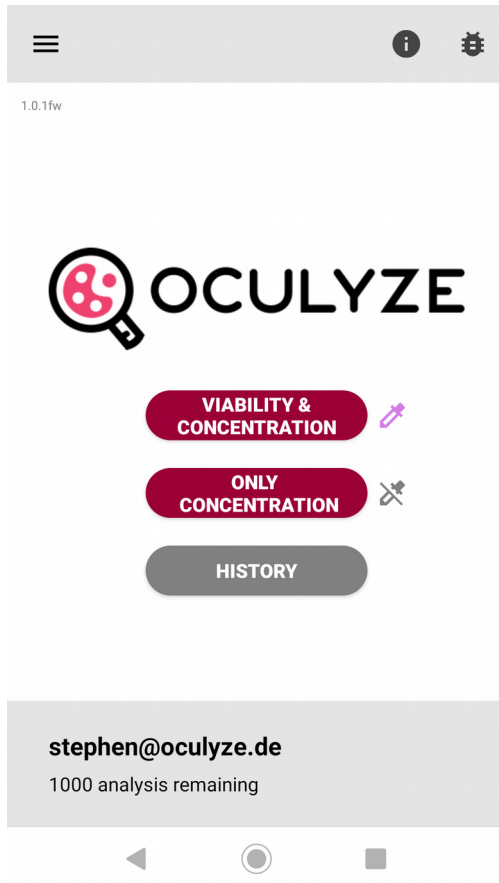 1.0.1fw
OCULYZE
VIABILITY &
CONCENTRATION
ONLY
CONCENTRATION
HISTORY
stephen@oculyze.de
1000 analysis remaining